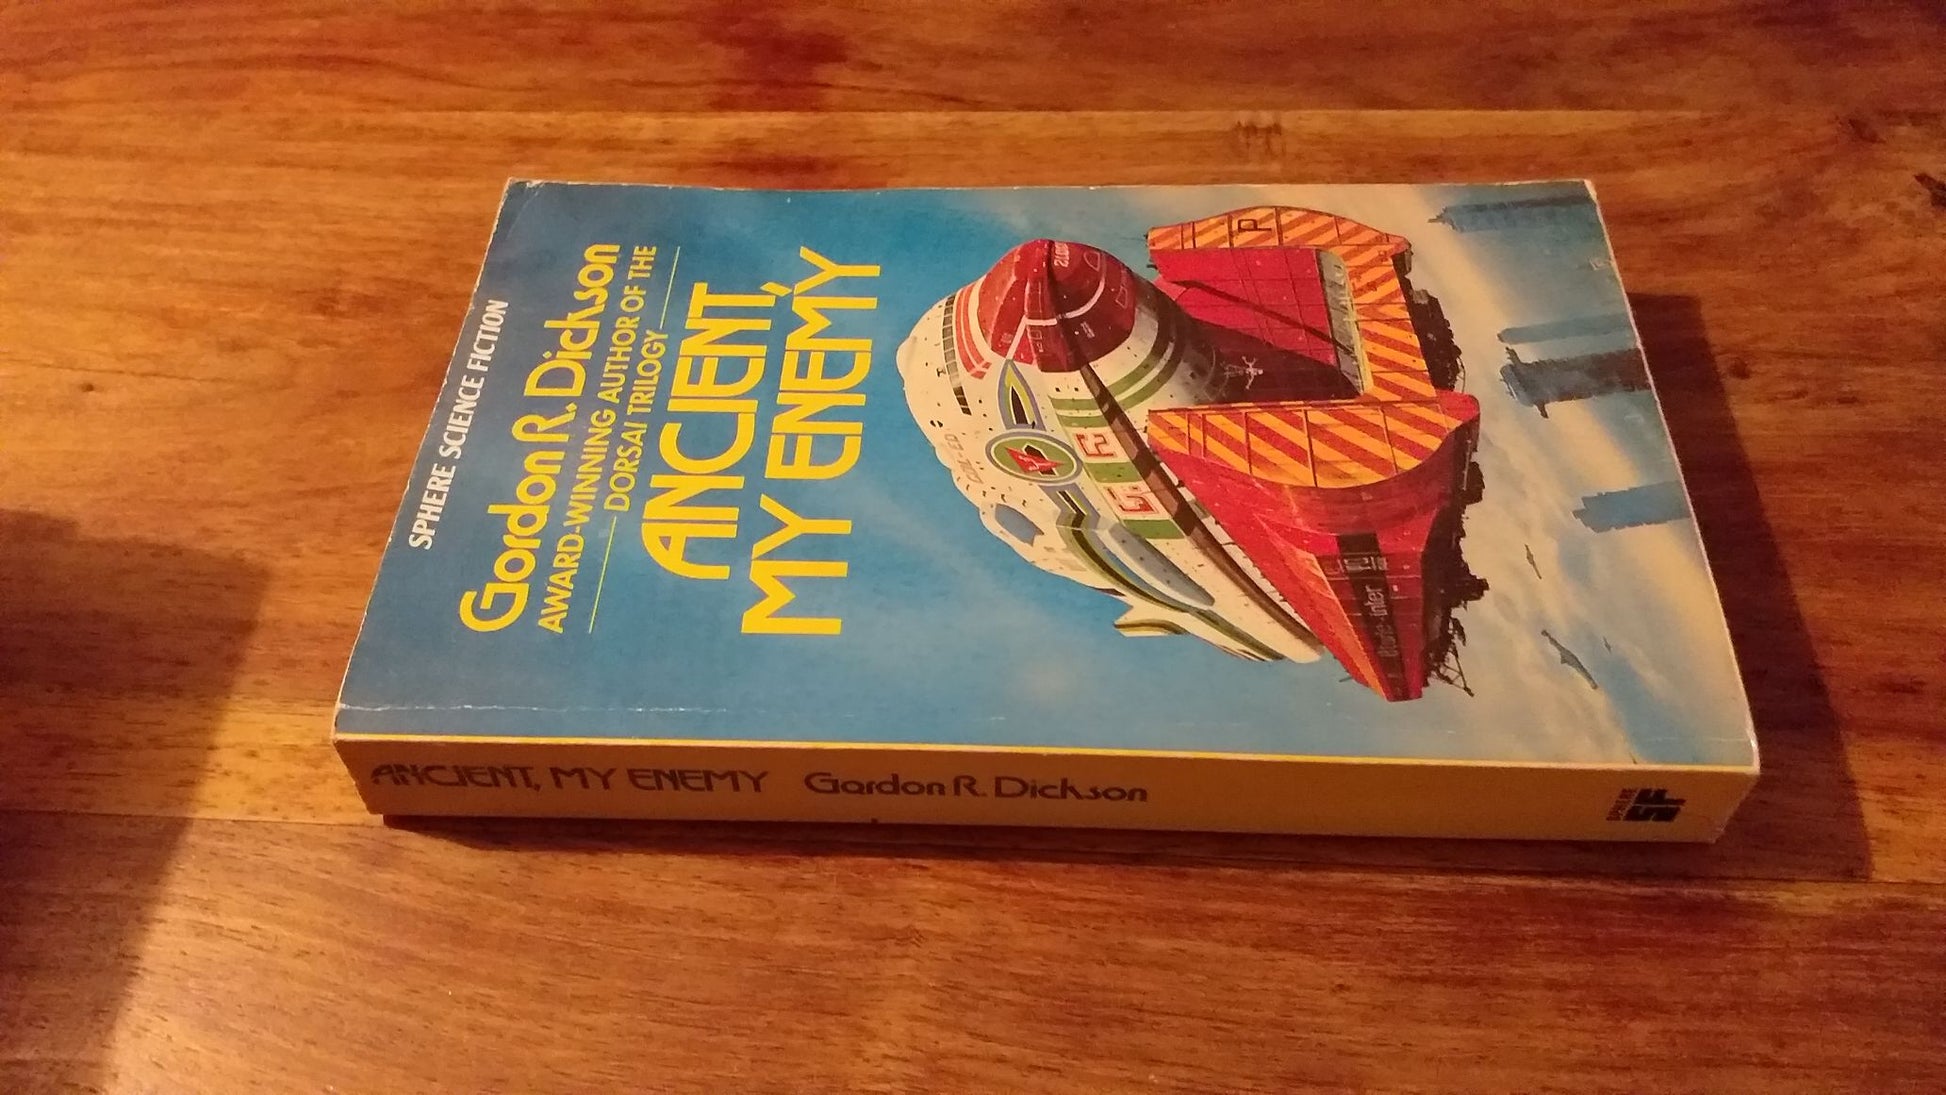 SPHERE SCIENCE FICTION
Gordon R. Dickson
AWARD-WINNING AUTHOR OF THE
DORSAI TRILOGY
ANCIENT,
MY ENEMY
ANCIENT, MY ENEMY Gordon R. Dickson
SPHERE
SF